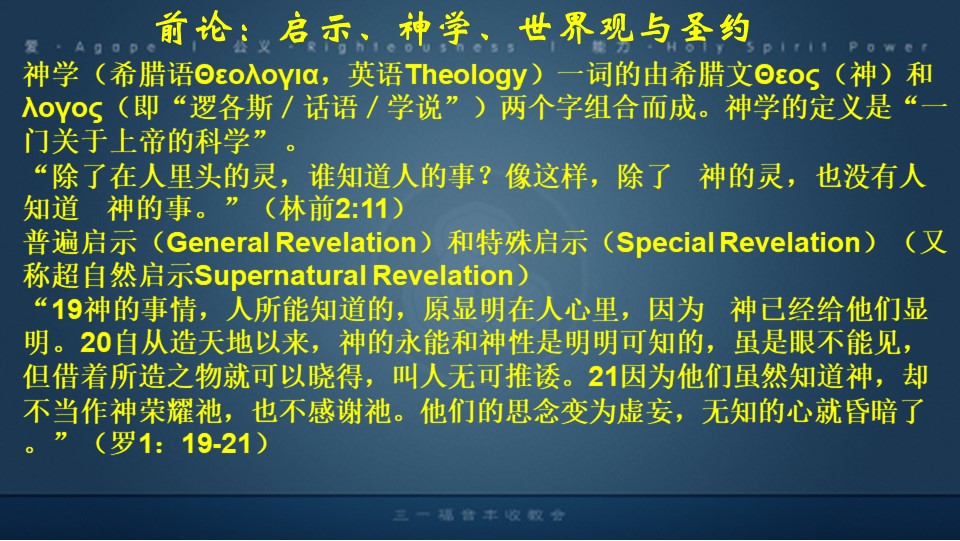 前论：启示、神学、世界观与圣约
爱 · Agape | 公义 · Righteousness | 能力 · Holy Spirit Power
神学（希腊语Θεολογια，英语Theology）一词的由希腊文Θεος（神）和
λογος（即“逻各斯／话语／学说”）两个字组合而成。神学的定义是“一
门关于上帝的科学”。
“除了在人里头的灵，谁知道人的事？像这样，除了　神的灵，也没有人
知道　神的事。”（林前2:11）
普遍启示（General Revelation）和特殊启示（Special Revelation）（又
称超自然启示Supernatural Revelation）
“19神的事情，人所能知道的，原显明在人心里，因为　神已经给他们显
明。20自从造天地以来，神的永能和神性是明明可知的，虽是眼不能见，
但借着所造之物就可以晓得，叫人无可推诿。21因为他们虽然知道神，却
不当作神荣耀祂，也不感谢祂。他们的思念变为虚妄，无知的心就昏暗了
。”（罗1：19-21）
三一福音丰收教会